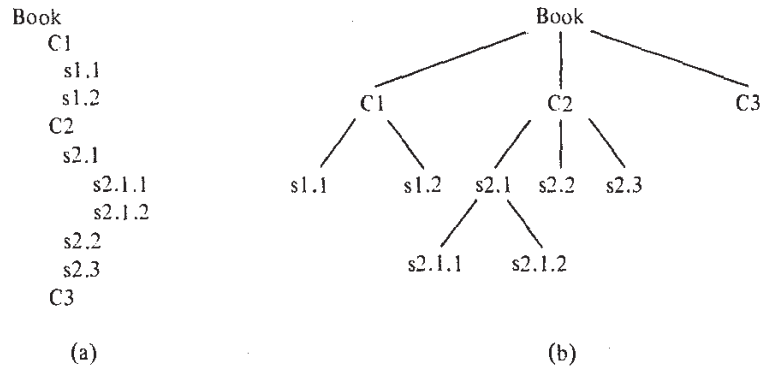 Book
C1
s1.1
s1.2
C2
s2.1
s2.1.1
s2.1.2
s2.2
s2.3
C3
(a)
Book
C1 C2 C3
s1.1 s1.2 s2.1 s2.2 s2.3
s2.1.1 s2.1.2
(b)